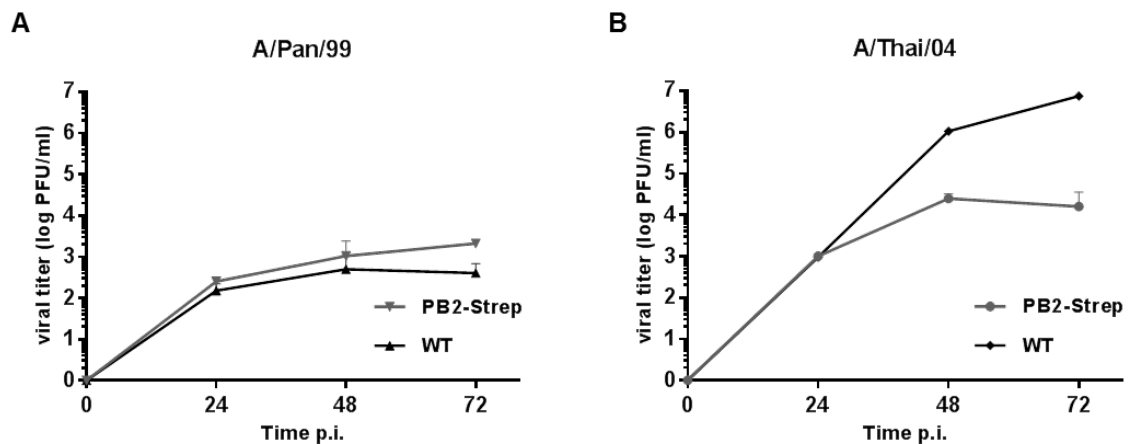 A
A/Pan/99
viral titer (log PFU/ml)
7
6
5
4
3
2
1
0
0 24 48 72
Time p.i.
PB2-Strep
WT
B
A/Thai/04
viral titer (log PFU/ml)
7
6
5
4
3
2
1
0
0 24 48 72
Time p.i.
PB2-Strep
WT